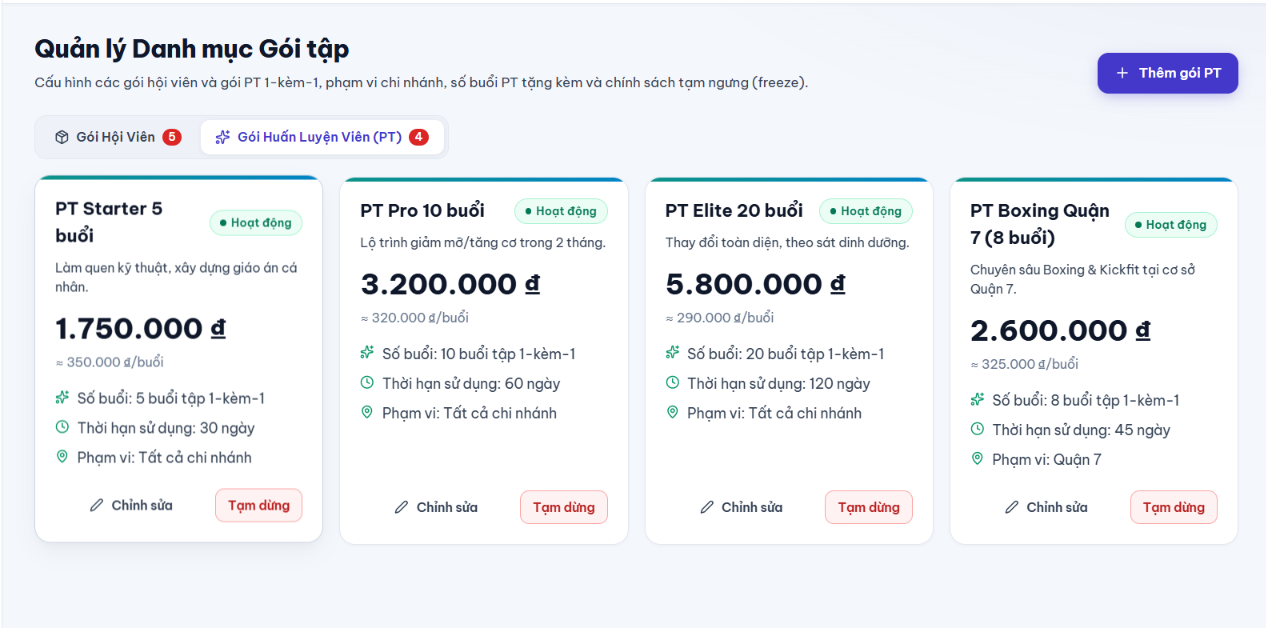 Quản lý Danh mục Gói tập
Cấu hình các gói hội viên và gói PT 1-kèm-1, phạm vi chi nhánh, số buổi PT tặng kèm và chính sách tạm ngưng (freeze).
+ Thêm gói PT
Gói Hội Viên 5
Gói Huấn Luyện Viên (PT) 4
PT Starter 5
buổi
Hoạt động
Làm quen kỹ thuật, xây dựng giáo án cá
nhân.
1.750.000 ₫
≈ 350.000 ₫/buổi
Số buổi: 5 buổi tập 1-kèm-1
Thời hạn sử dụng: 30 ngày
Phạm vi: Tất cả chi nhánh
Chỉnh sửa
Tạm dừng
PT Pro 10 buổi
Hoạt động
Lộ trình giảm mỡ/tăng cơ trong 2 tháng.
3.200.000 ₫
≈ 320.000 ₫/buổi
Số buổi: 10 buổi tập 1-kèm-1
Thời hạn sử dụng: 60 ngày
Phạm vi: Tất cả chi nhánh
Chỉnh sửa
Tạm dừng
PT Elite 20 buổi
Hoạt động
Thay đổi toàn diện, theo sát dinh dưỡng.
5.800.000 ₫
≈ 290.000 ₫/buổi
Số buổi: 20 buổi tập 1-kèm-1
Thời hạn sử dụng: 120 ngày
Phạm vi: Tất cả chi nhánh
Chỉnh sửa
Tạm dừng
PT Boxing Quận
7 (8 buổi)
Hoạt động
Chuyên sâu Boxing & Kickfit tại cơ sở
Quận 7.
2.600.000 ₫
≈ 325.000 ₫/buổi
Số buổi: 8 buổi tập 1-kèm-1
Thời hạn sử dụng: 45 ngày
Phạm vi: Quận 7
Chỉnh sửa
Tạm dừng